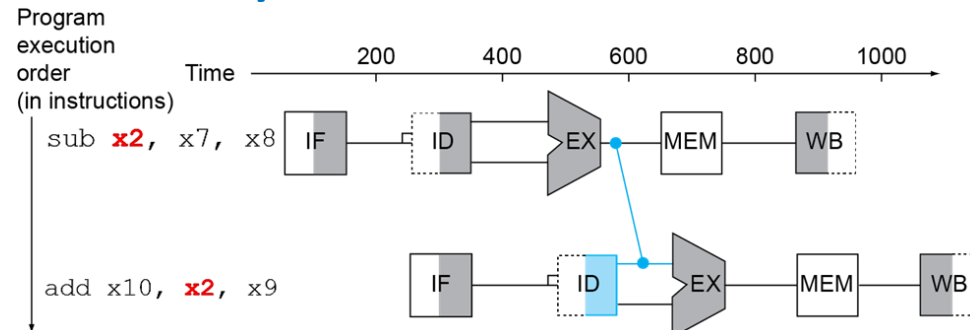 Program
execution
order
(in instructions)
Time
200 400 600 800 1000
sub x2, x7, x8
IF ID EX MEM WB
add x10, x2, x9
IF ID EX MEM WB